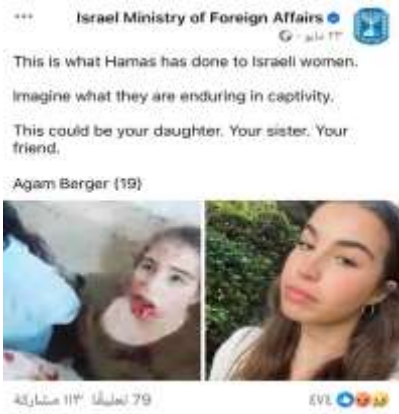 Israel Ministry of Foreign Affairs
٢٣ مايو
This is what Hamas has done to Israeli women.
Imagine what they are enduring in captivity.
This could be your daughter. Your sister. Your
friend.
Agam Berger (19)
79 تعليقًا ١١٣ مشاركة
٤٧٤